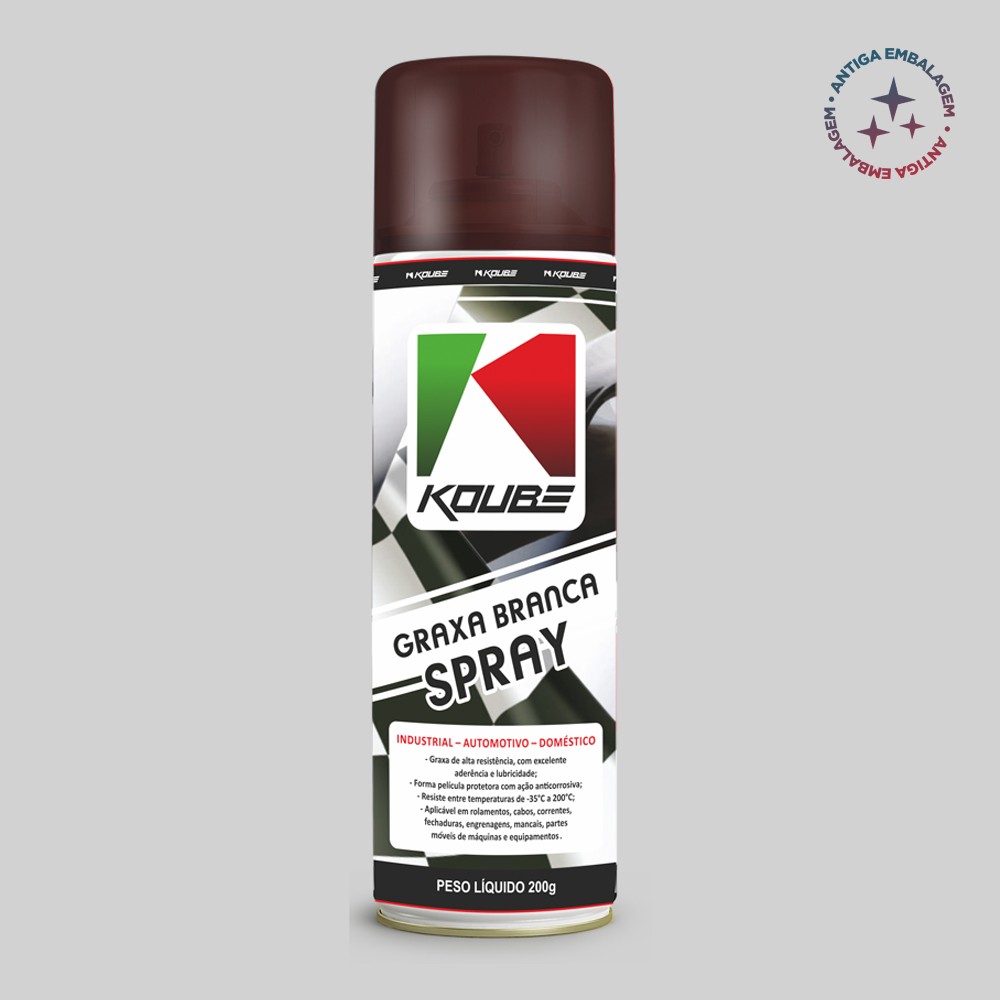 ANTIGA EMBALAGEM • ANTIGA EMBALAGEM •
KOUBE KOUBE KOUBE
KOUBE
GRAXA BRANCA
SPRAY
INDUSTRIAL – AUTOMOTIVO – DOMÉSTICO
- Graxa de alta resistência, com excelente
aderência e lubricidade;
- Forma película protetora com ação anticorrosiva;
- Resiste entre temperaturas de -35°C a 200°C;
- Aplicável em rolamentos, cabos, correntes,
fechaduras, engrenagens, mancais, partes
móveis de máquinas e equipamentos.
PESO LÍQUIDO 200g